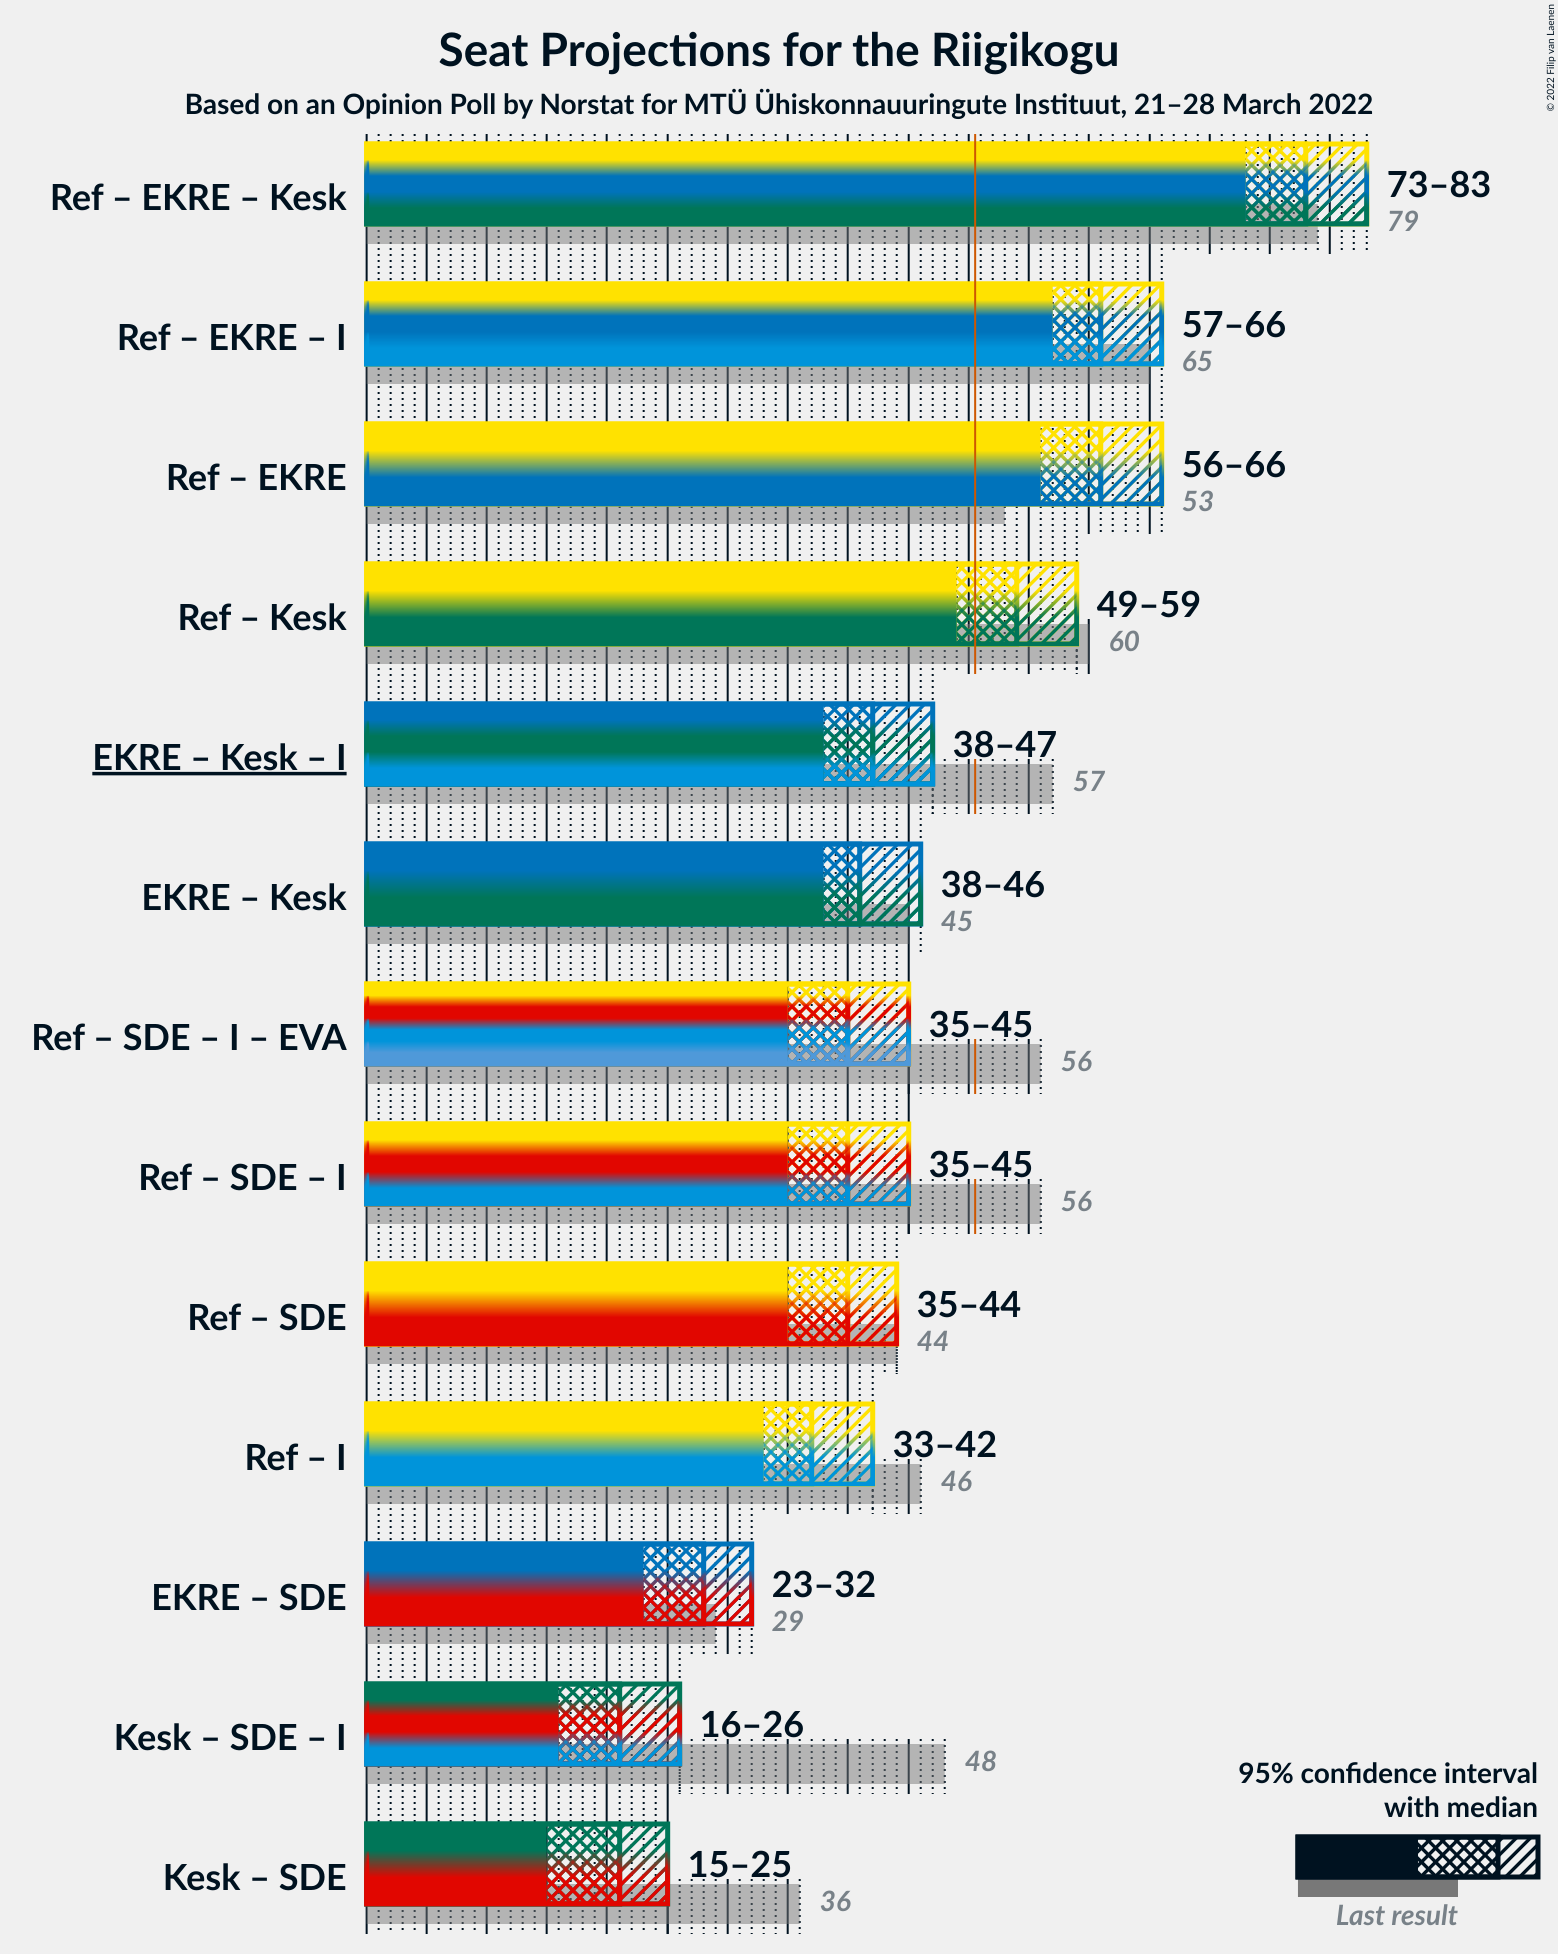 Seat Projections for the Riigikogu
Based on an Opinion Poll by Norstat for MTÜ Ühiskonnauuringute Instituut, 21–28 March 2022
© 2022 Filip van Laenen
Ref – EKRE – Kesk
73–83
79
Ref – EKRE – I
57–66
65
Ref – EKRE
56–66
53
Ref – Kesk
49–59
60
EKRE – Kesk – I
38–47
57
EKRE – Kesk
38–46
45
Ref – SDE – I – EVA
35–45
56
Ref – SDE – I
35–45
56
Ref – SDE
35–44
44
Ref – I
33–42
46
EKRE – SDE
23–32
29
Kesk – SDE – I
16–26
48
Kesk – SDE
15–25
36
95% confidence interval
with median
Last result